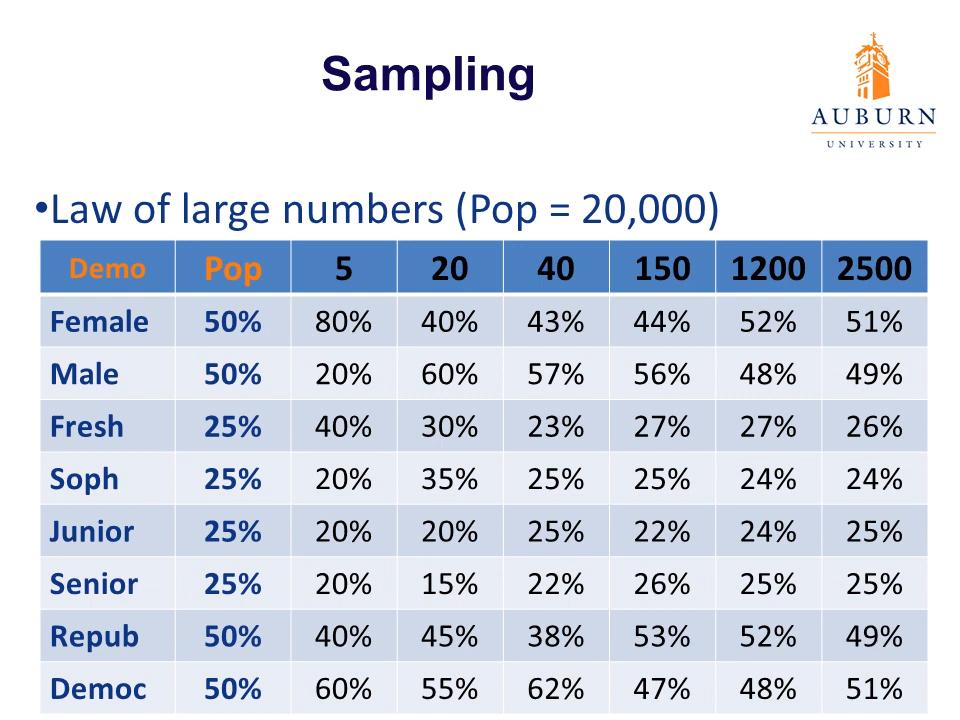 Sampling
AUBURN
UNIVERSITY
•Law of large numbers (Pop = 20,000)
Demo Pop 5 20 40 150 1200 2500
Female 50% 80% 40% 43% 44% 52% 51%
Male 50% 20% 60% 57% 56% 48% 49%
Fresh 25% 40% 30% 23% 27% 27% 26%
Soph 25% 20% 35% 25% 25% 24% 24%
Junior 25% 20% 20% 25% 22% 24% 25%
Senior 25% 20% 15% 22% 26% 25% 25%
Repub 50% 40% 45% 38% 53% 52% 49%
Democ 50% 60% 55% 62% 47% 48% 51%